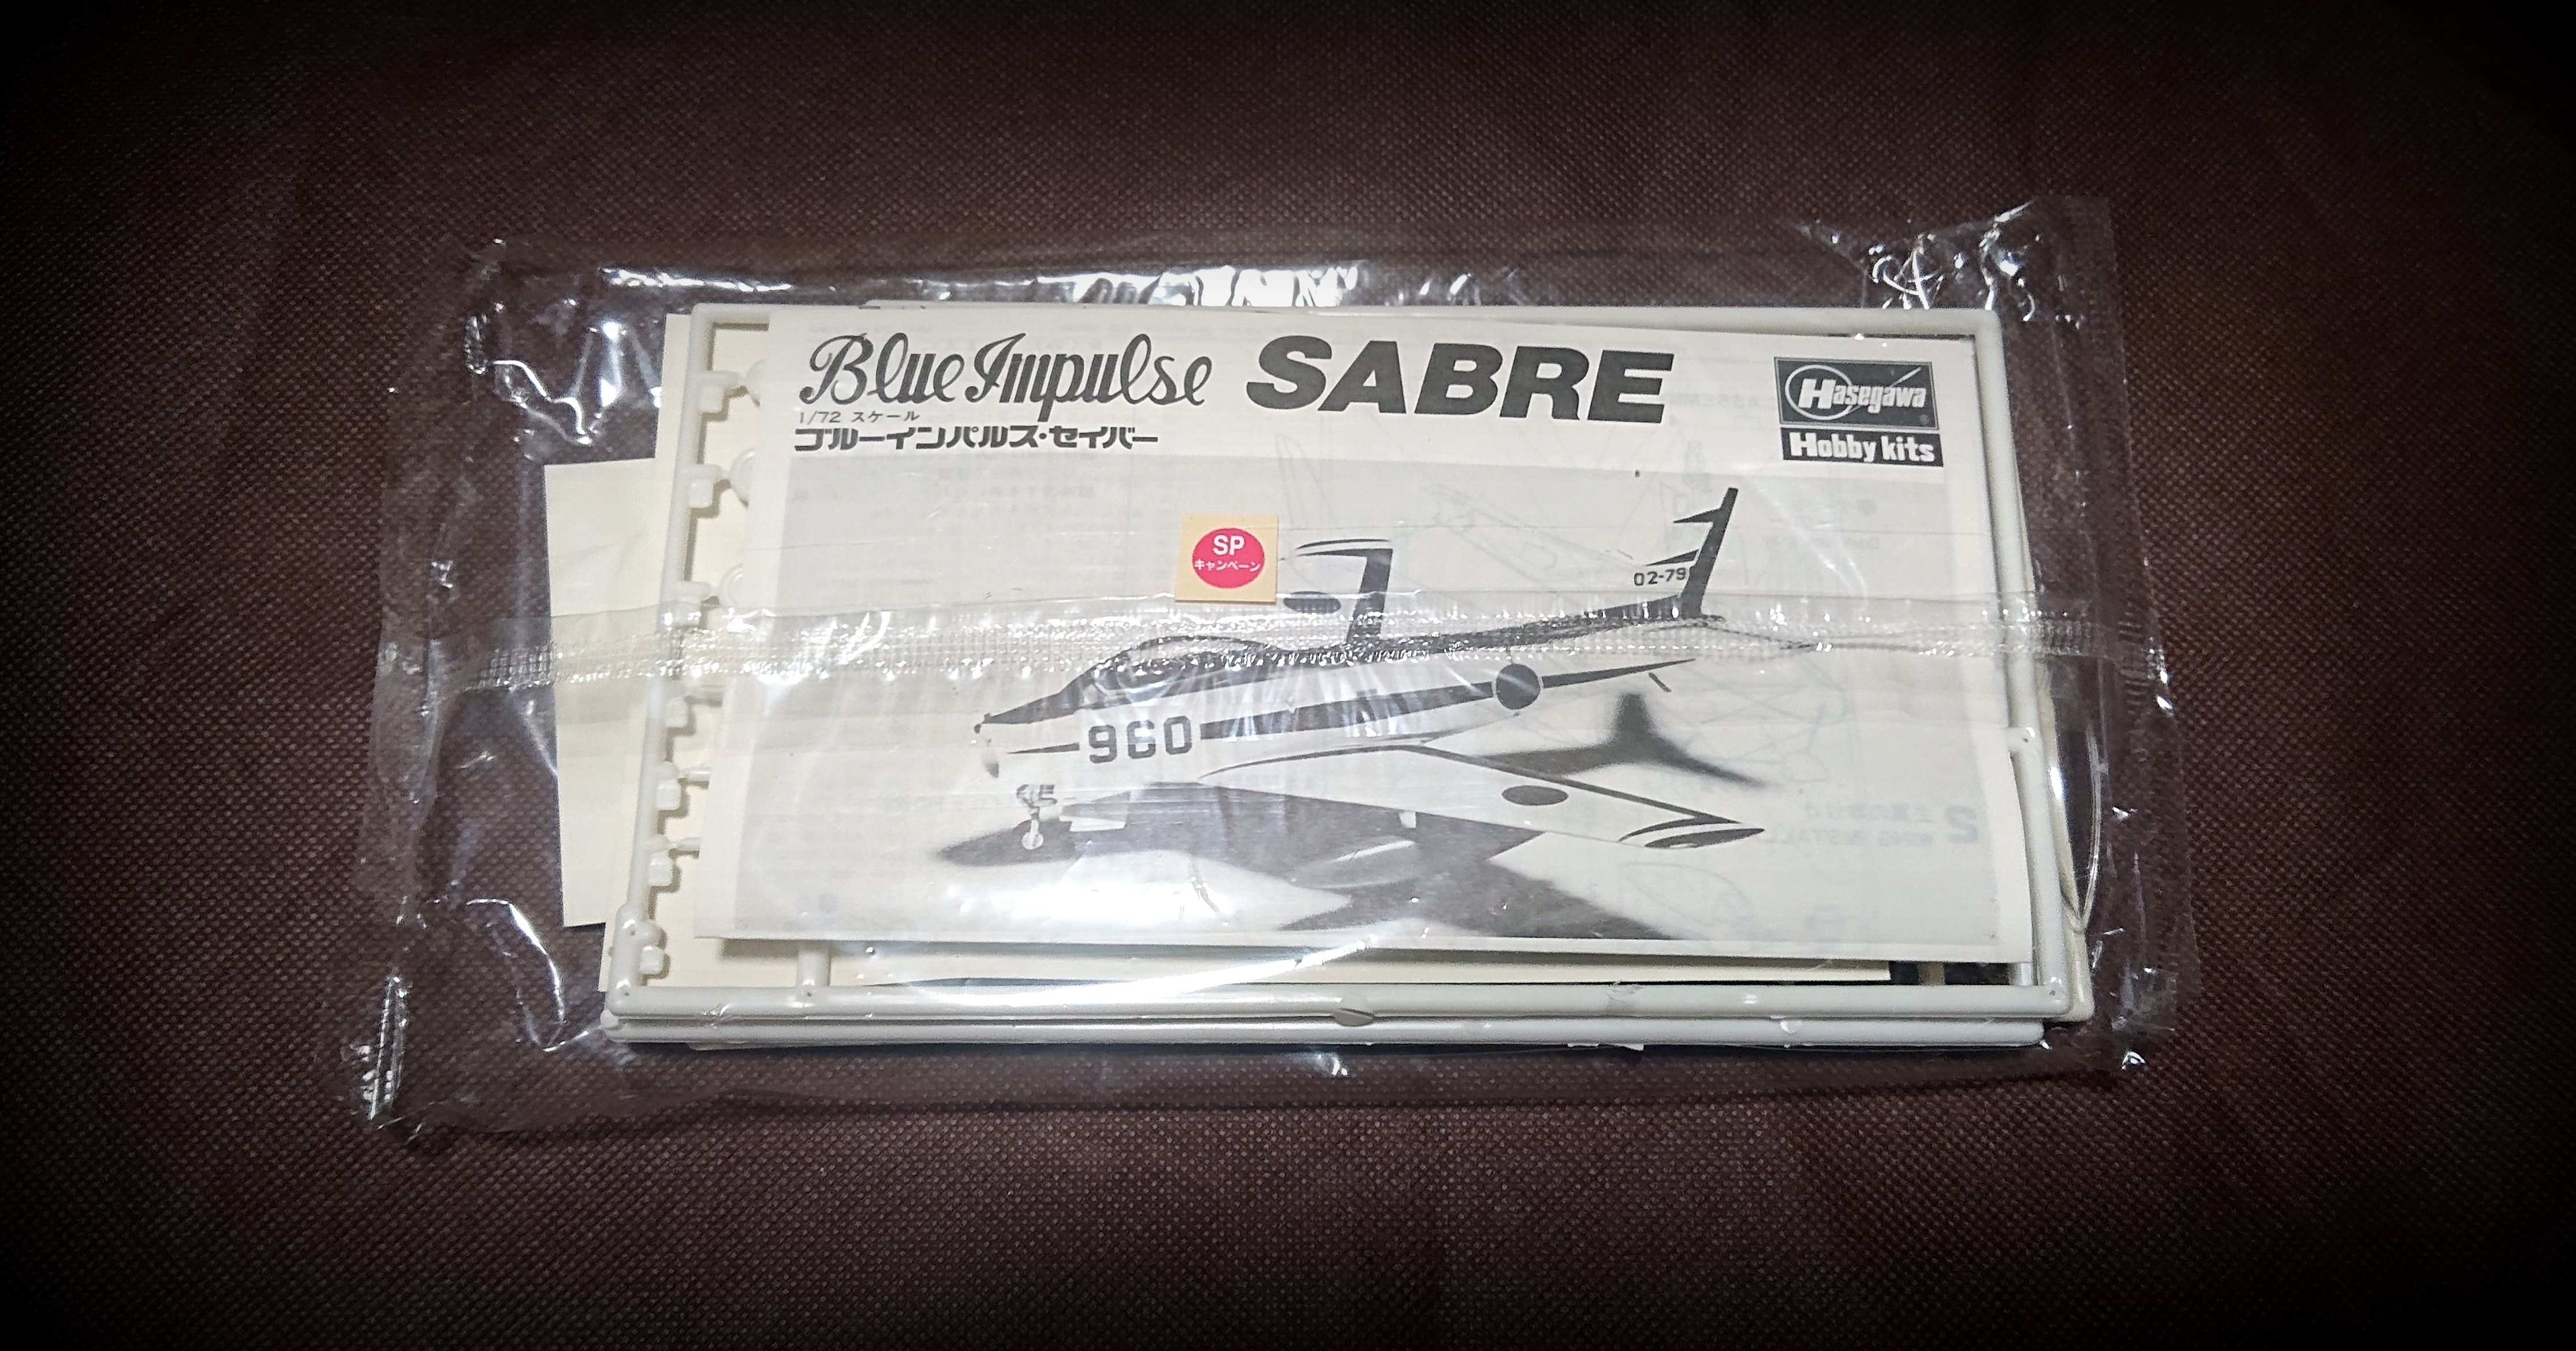 Blue Impulse SABRE
1/72 スケール
ブルーインパルス・セイバー
Hasegawa
Hobby kits
SP
キャンペーン
02-79
960
2